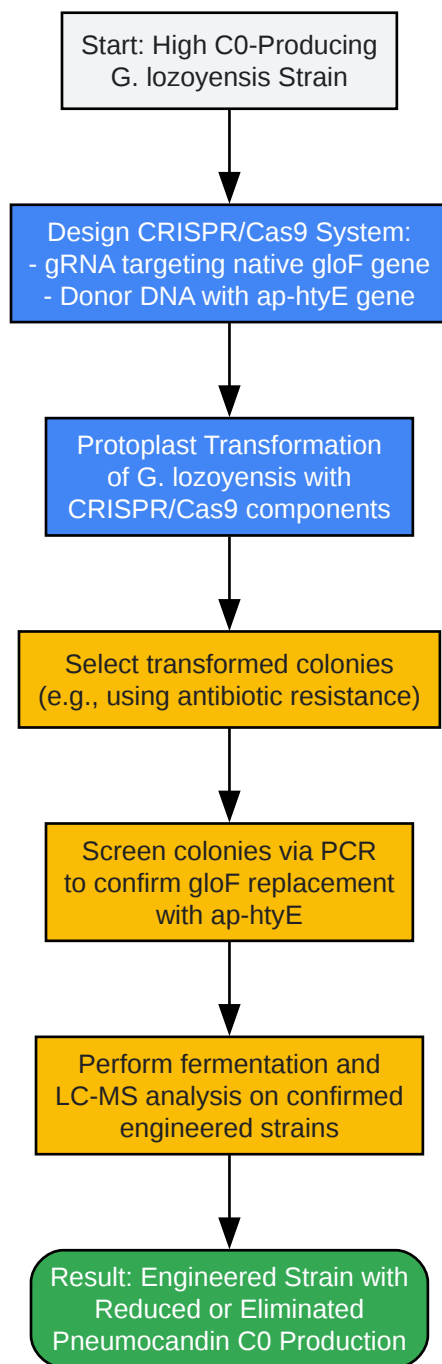 Start: High C0-Producing
G. lozoyensis Strain
Design CRISPR/Cas9 System:
- gRNA targeting native gloF gene
- Donor DNA with ap-htyE gene
Protoplast Transformation
of G. lozoyensis with
CRISPR/Cas9 components
Select transformed colonies
(e.g., using antibiotic resistance)
Screen colonies via PCR
to confirm gloF replacement
with ap-htyE
Perform fermentation and
LC-MS analysis on confirmed
engineered strains
Result: Engineered Strain with
Reduced or Eliminated
Pneumocandin C0 Production